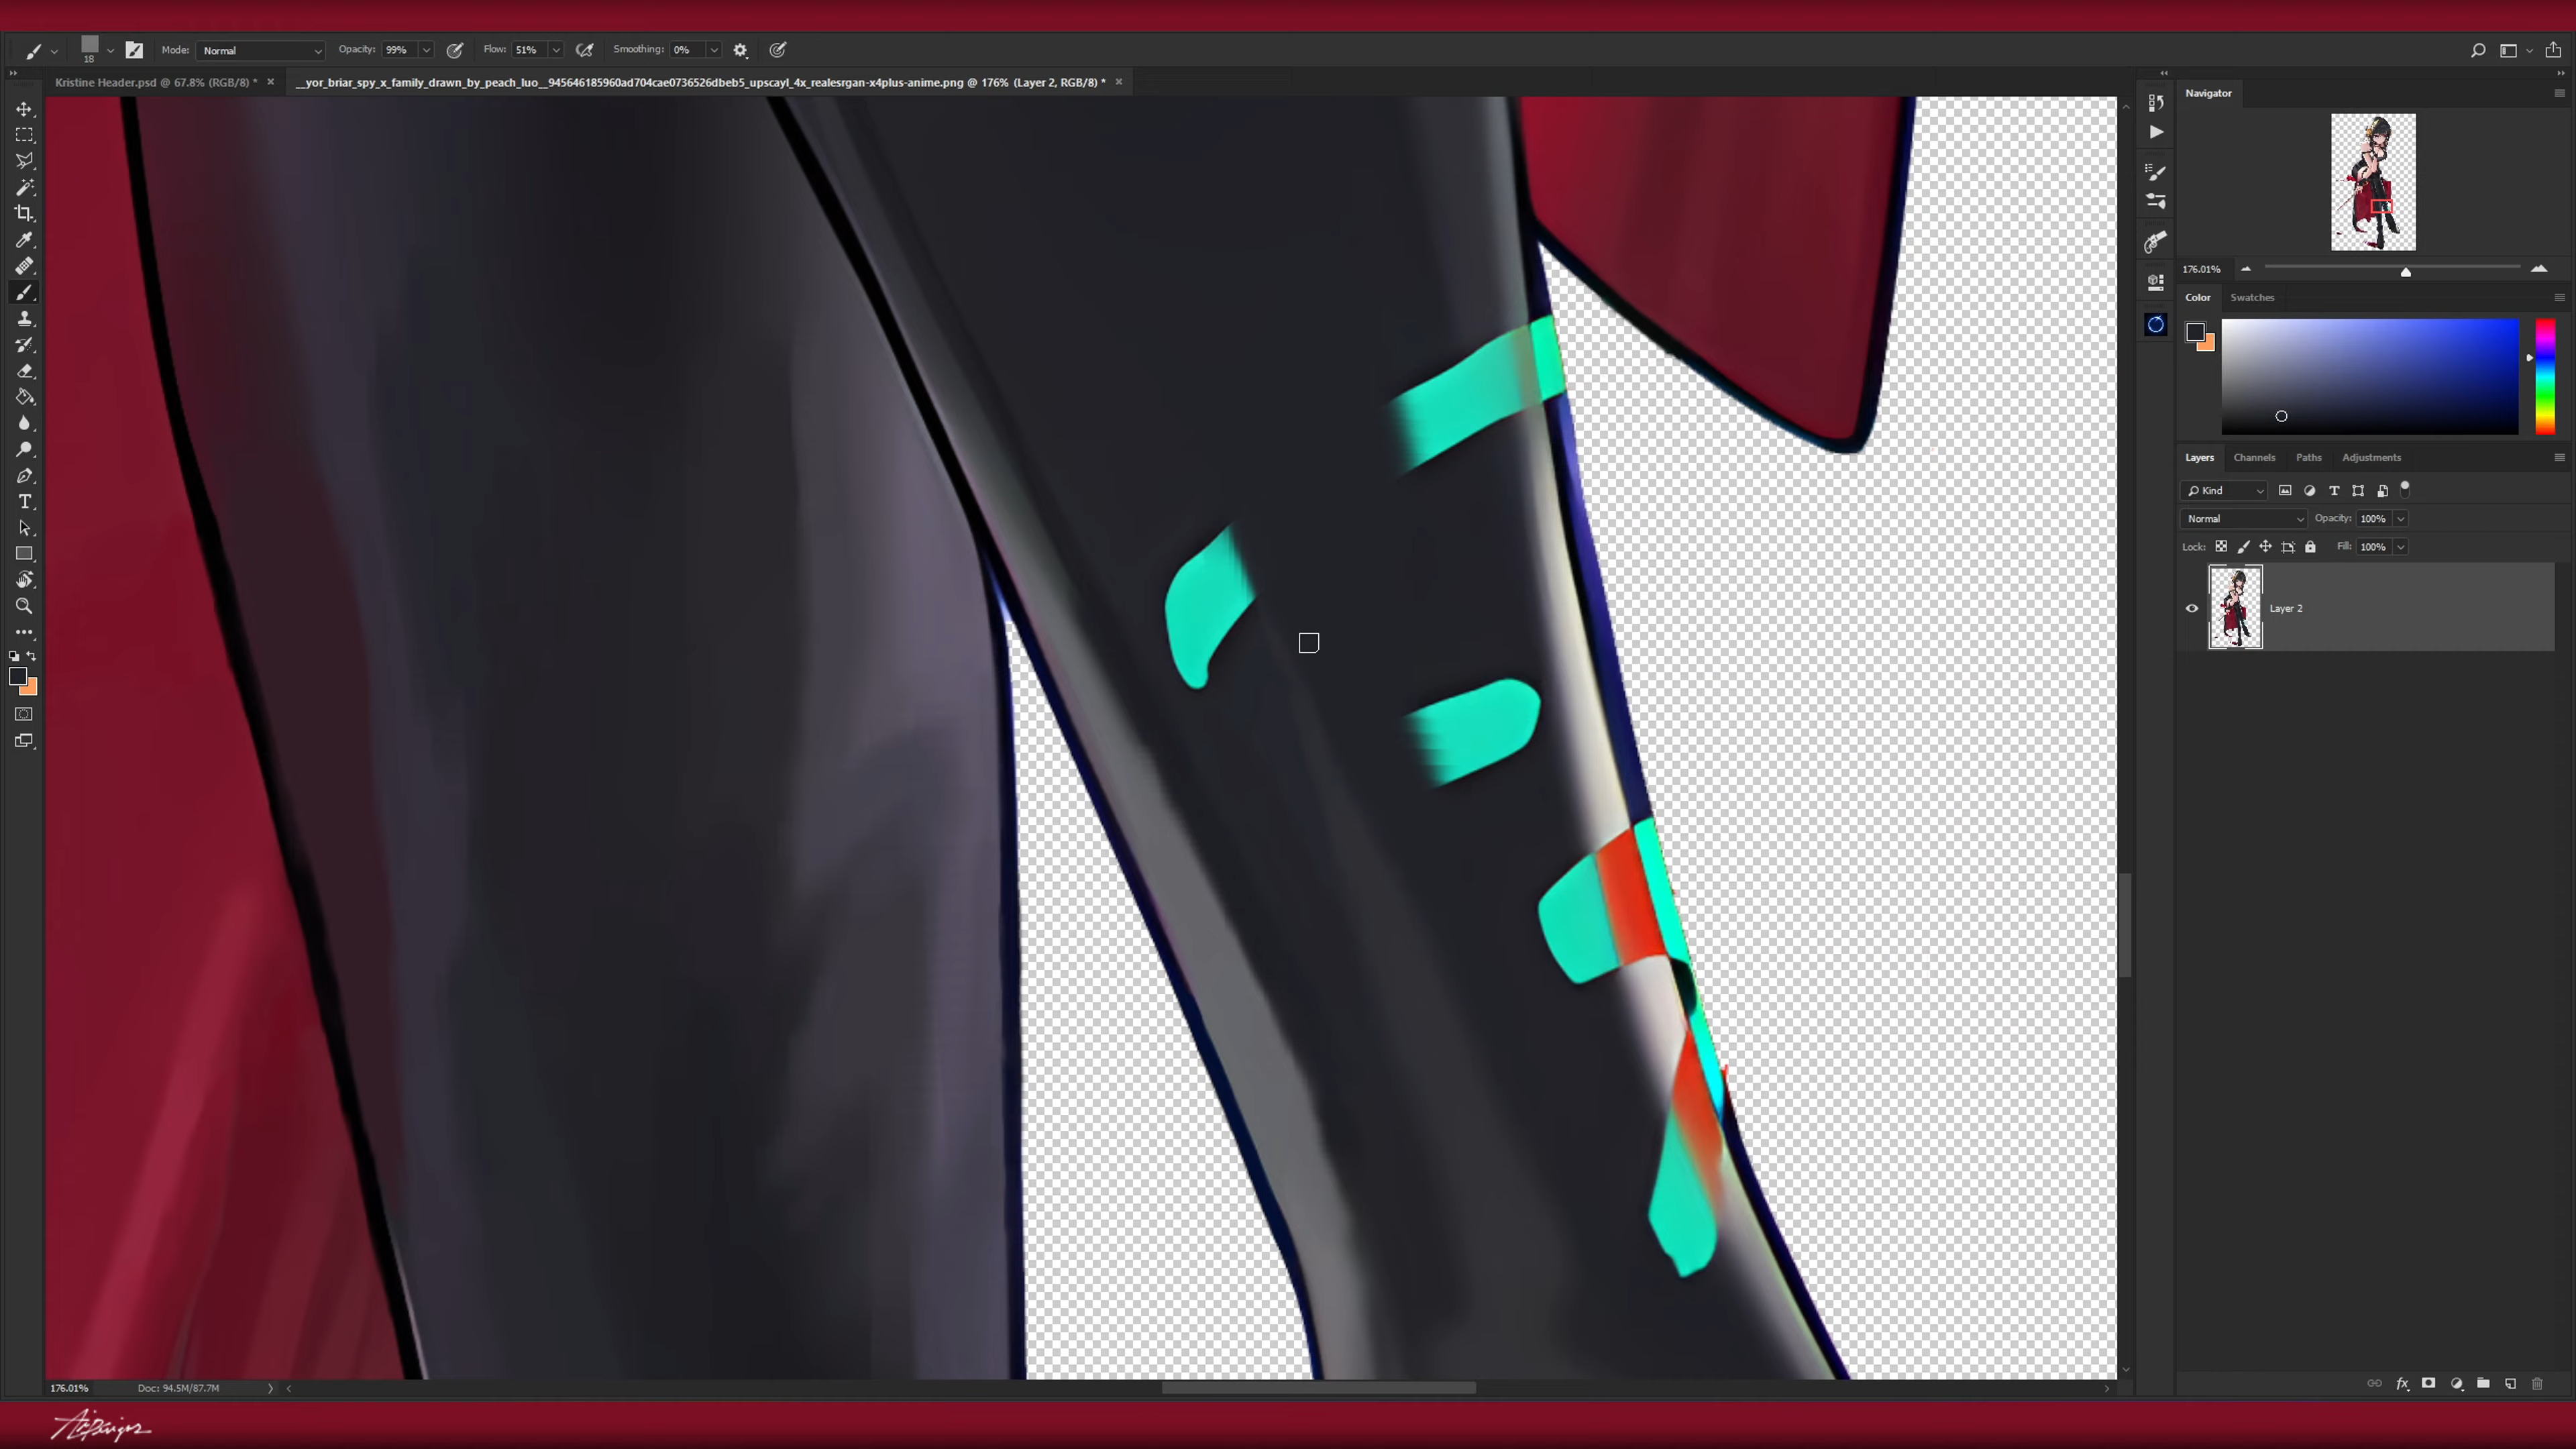 Mode: Normal Opacity: 99% Flow: 51% Smoothing: 0%
18
Kristine Header.psd @ 67.8% (RGB/8) *
__yor_briar_spy_x_family_drawn_by_peach_luo__945646185960ad704cae0736526dbeb5_upscayl_4x_realesrgan-x4plus-anime.png @ 176% (Layer 2, RGB/8) *
Navigator
176.01%
Color Swatches
Layers Channels Paths Adjustments
Kind
Normal Opacity: 100%
Lock: Fill: 100%
Layer 2
176.01% Doc: 94.5M/87.7M